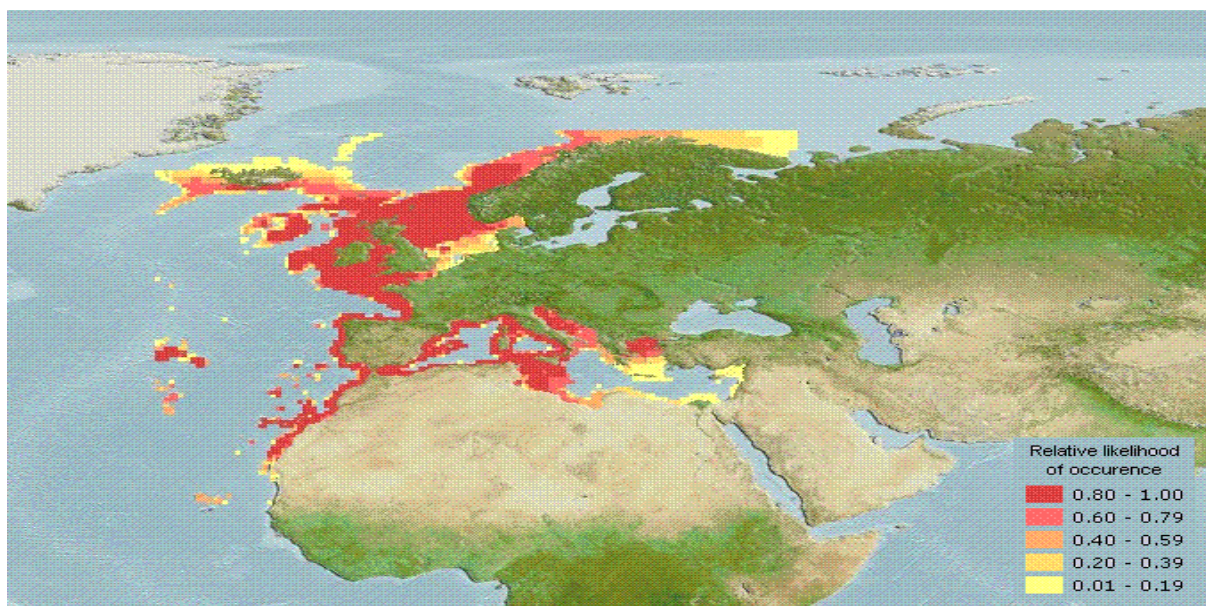 Relative likelihood
of occurence
0.80 - 1.00
0.60 - 0.79
0.40 - 0.59
0.20 - 0.39
0.01 - 0.19